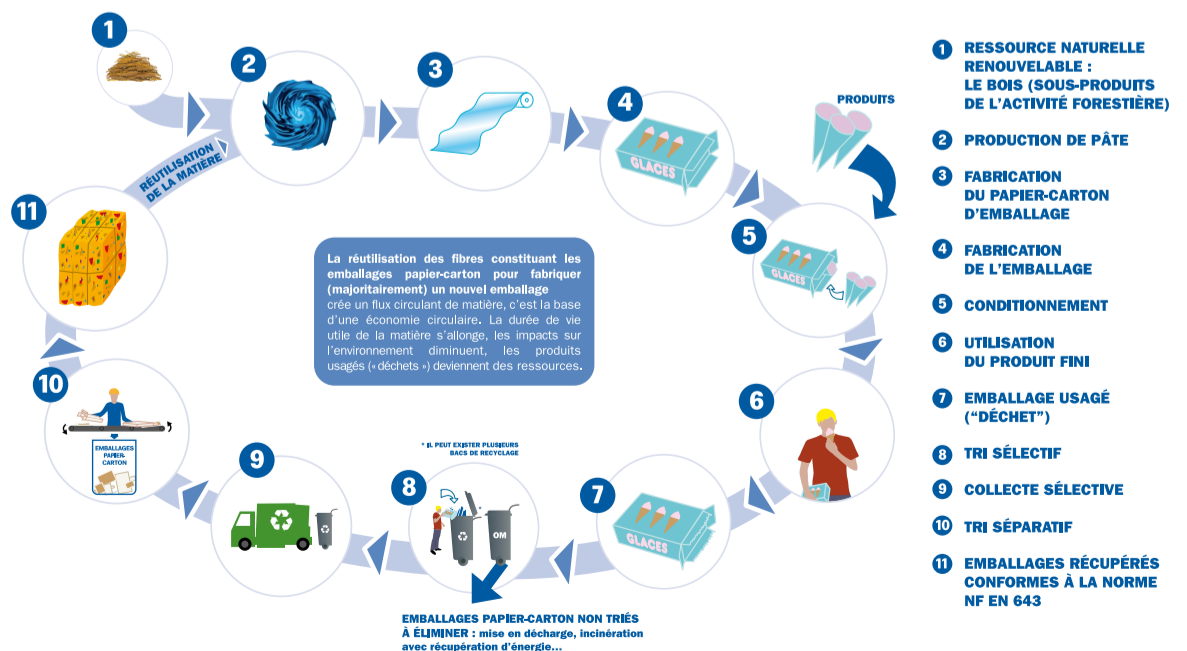 1
2
3
4
PRODUITS
GLACES
5
RÉUTILISATION
DE LA MATIÈRE
11
La réutilisation des fibres constituant les
emballages papier-carton pour fabriquer
(majoritairement) un nouvel emballage
crée un flux circulant de matière, c'est la base
d'une économie circulaire. La durée de vie
utile de la matière s'allonge, les impacts sur
l'environnement diminuent, les produits
usagés (« déchets ») deviennent des ressources.
10
EMBALLAGES
PAPIER-
CARTON
6
9
* IL PEUT EXISTER PLUSIEURS
BACS DE RECYCLAGE
8
OM
7
GLACES
EMBALLAGES PAPIER-CARTON NON TRIÉS
À ÉLIMINER : mise en décharge, incinération
avec récupération d'énergie...
1 RESSOURCE NATURELLE
RENOUVELABLE :
LE BOIS (SOUS-PRODUITS
DE L'ACTIVITÉ FORESTIÈRE)
2 PRODUCTION DE PÂTE
3 FABRICATION
DU PAPIER-CARTON
D'EMBALLAGE
4 FABRICATION
DE L'EMBALLAGE
5 CONDITIONNEMENT
6 UTILISATION
DU PRODUIT FINI
7 EMBALLAGE USAGÉ
("DÉCHET")
8 TRI SÉLECTIF
9 COLLECTE SÉLECTIVE
10 TRI SÉPARATIF
11 EMBALLAGES RÉCUPÉRÉS
CONFORMES À LA NORME
NF EN 643